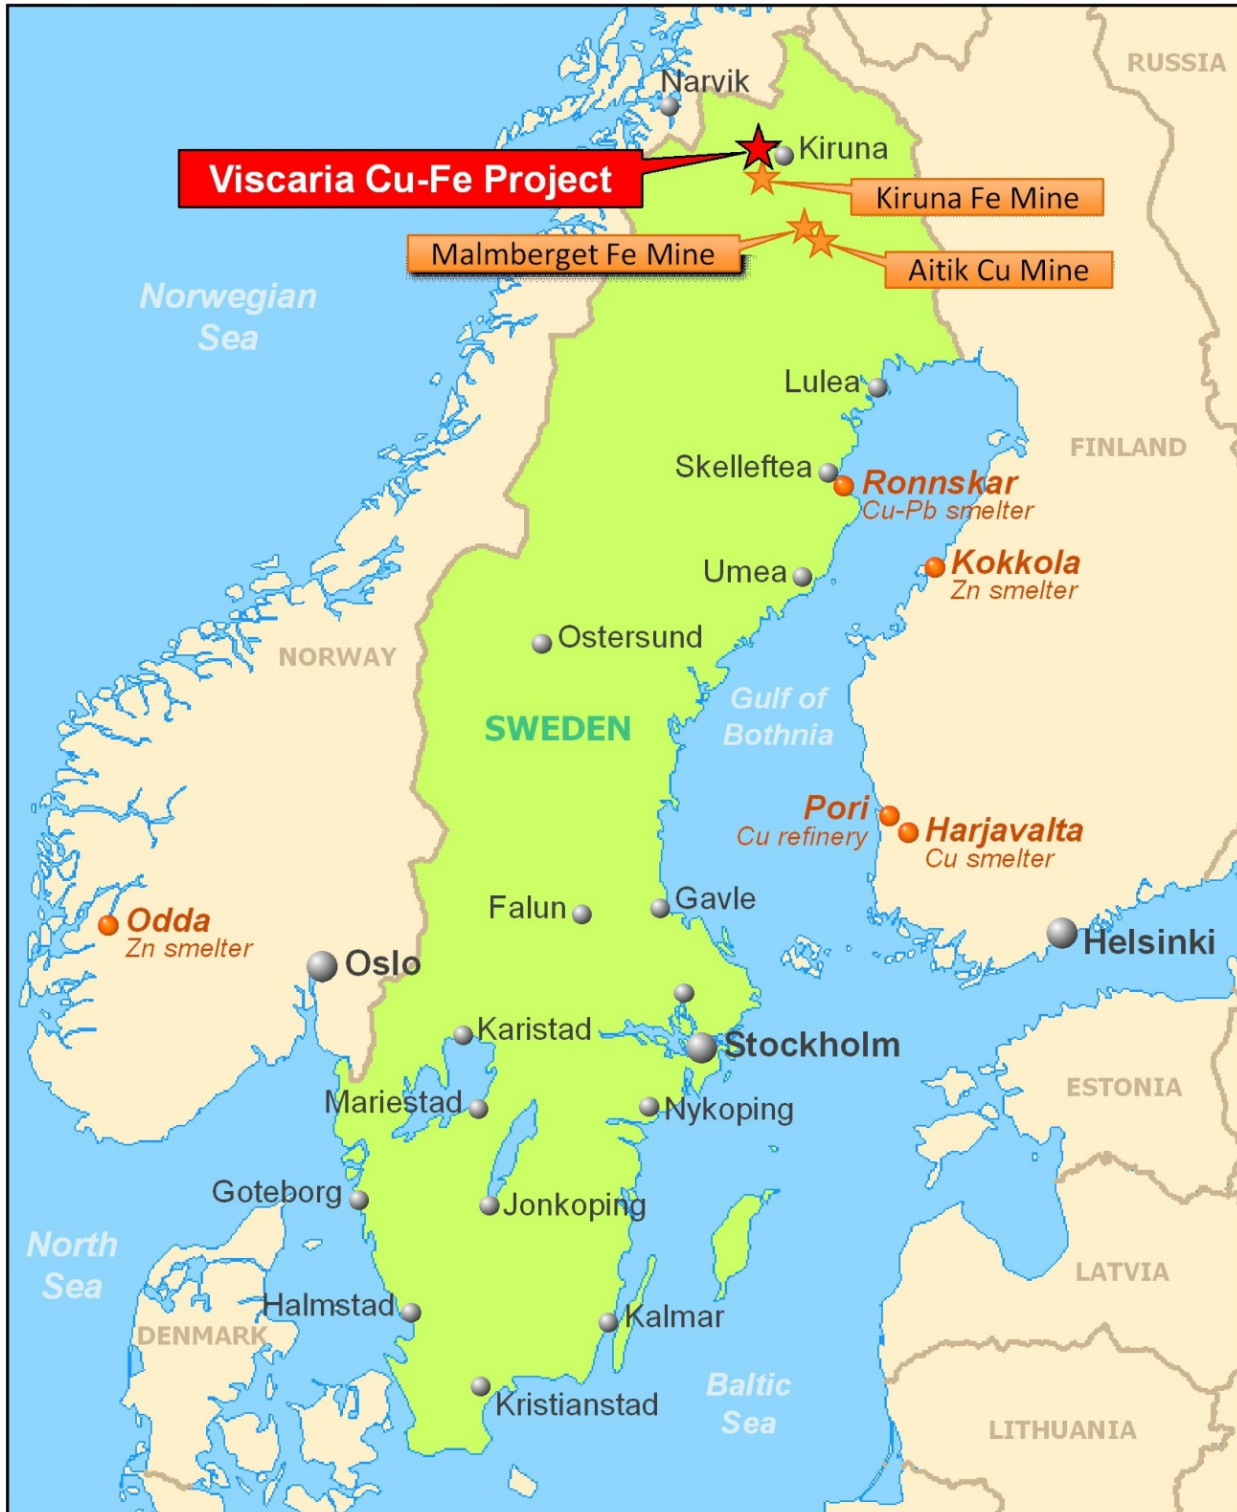 RUSSIA
Narvik
Kiruna
Viscaria Cu-Fe Project
Kiruna Fe Mine
Malmberget Fe Mine
Aitik Cu Mine
Norwegian
Sea
Lulea
FINLAND
Skelleftea
Ronnskar
Cu-Pb smelter
Kokkola
Zn smelter
Umea
Ostersund
NORWAY
SWEDEN
Gulf of
Bothnia
Pori
Cu refinery
Harjavalta
Cu smelter
Falun
Gavle
Odda
Zn smelter
Oslo
Helsinki
Karistad
Stockholm
Mariestad
Nykoping
ESTONIA
Goteborg
Jonkoping
North
Sea
LATVIA
Halmstad
Kalmar
DENMARK
Kristianstad
Baltic
Sea
LITHUANIA